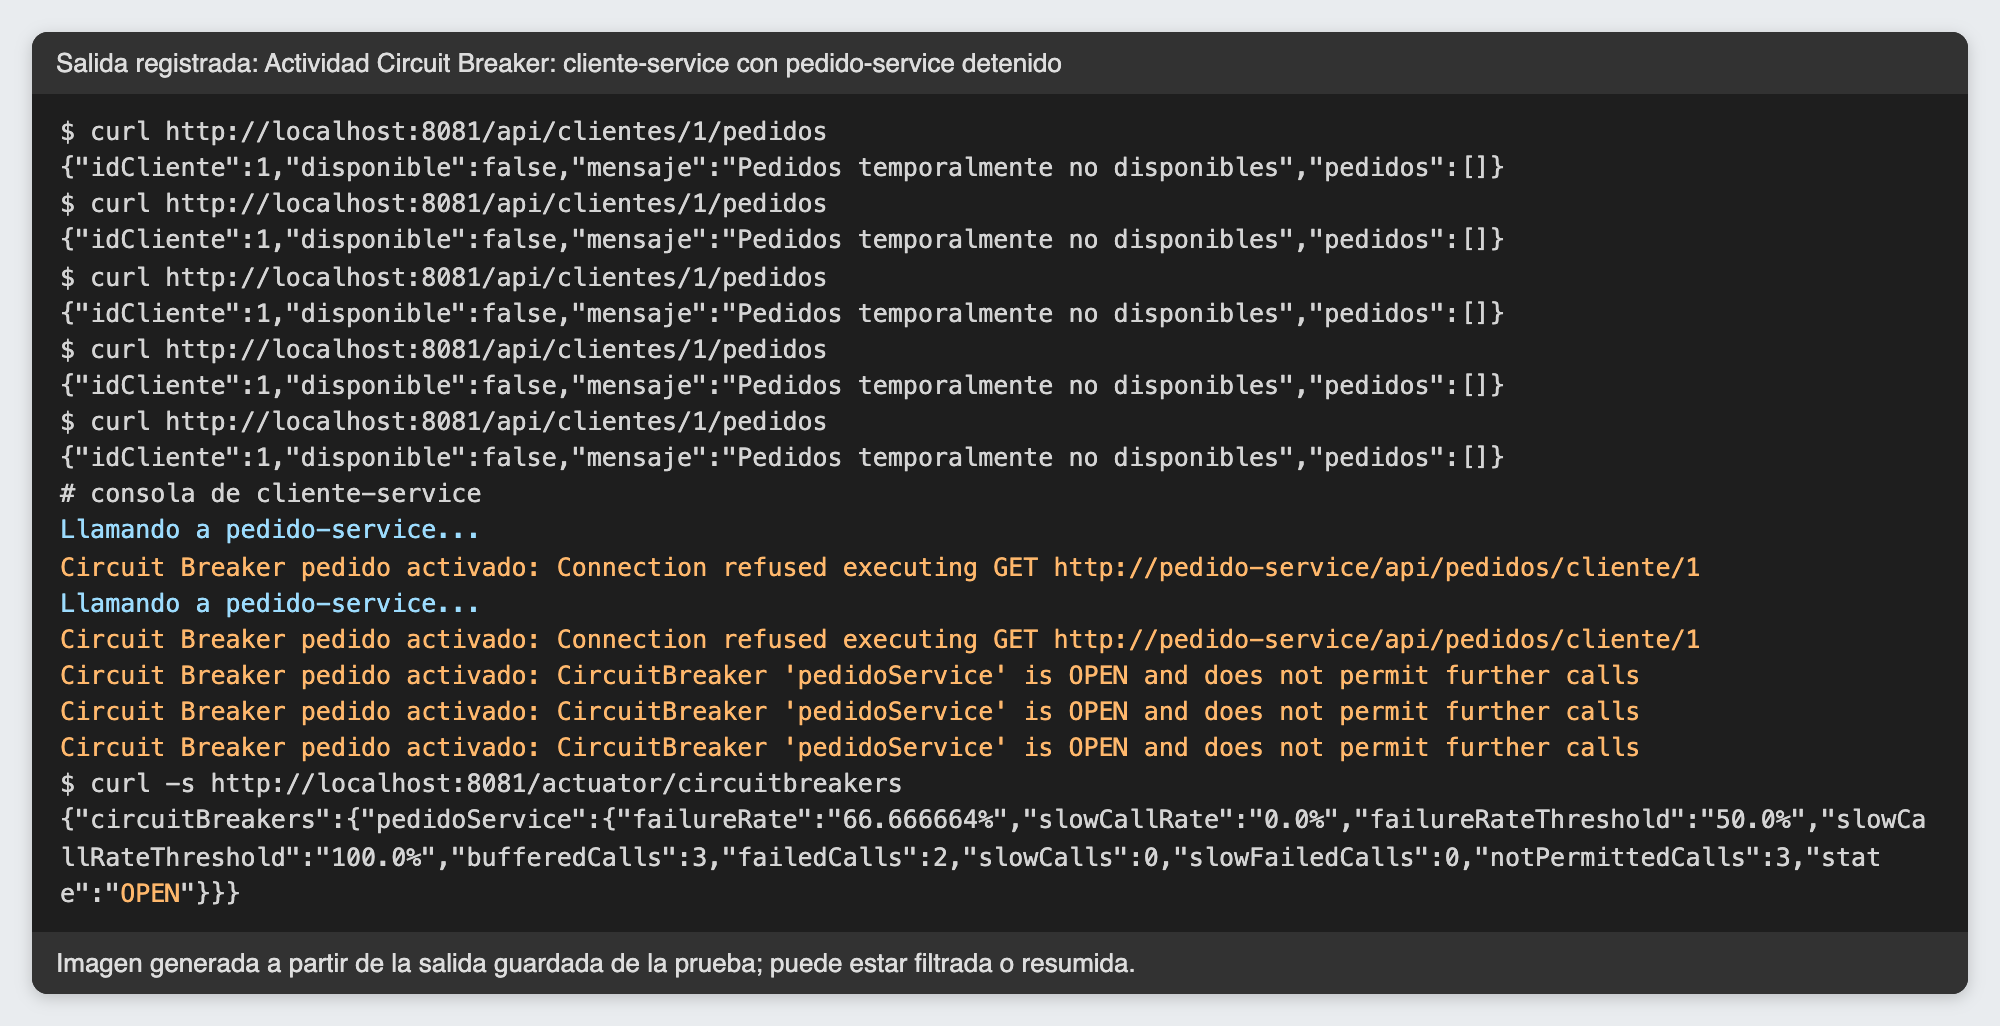 Salida registrada: Actividad Circuit Breaker: cliente-service con pedido-service detenido
$ curl http://localhost:8081/api/clientes/1/pedidos
{"idCliente":1,"disponible":false,"mensaje":"Pedidos temporalmente no disponibles","pedidos":[]}
$ curl http://localhost:8081/api/clientes/1/pedidos
{"idCliente":1,"disponible":false,"mensaje":"Pedidos temporalmente no disponibles","pedidos":[]}
$ curl http://localhost:8081/api/clientes/1/pedidos
{"idCliente":1,"disponible":false,"mensaje":"Pedidos temporalmente no disponibles","pedidos":[]}
$ curl http://localhost:8081/api/clientes/1/pedidos
{"idCliente":1,"disponible":false,"mensaje":"Pedidos temporalmente no disponibles","pedidos":[]}
$ curl http://localhost:8081/api/clientes/1/pedidos
{"idCliente":1,"disponible":false,"mensaje":"Pedidos temporalmente no disponibles","pedidos":[]}
# consola de cliente-service
Llamando a pedido-service...
Circuit Breaker pedido activado: Connection refused executing GET http://pedido-service/api/pedidos/cliente/1
Llamando a pedido-service...
Circuit Breaker pedido activado: Connection refused executing GET http://pedido-service/api/pedidos/cliente/1
Circuit Breaker pedido activado: CircuitBreaker 'pedidoService' is OPEN and does not permit further calls
Circuit Breaker pedido activado: CircuitBreaker 'pedidoService' is OPEN and does not permit further calls
Circuit Breaker pedido activado: CircuitBreaker 'pedidoService' is OPEN and does not permit further calls
$ curl -s http://localhost:8081/actuator/circuitbreakers
{"circuitBreakers":{"pedidoService":{"failureRate":"66.666664%","slowCallRate":"0.0%","failureRateThreshold":"50.0%","slowCa
llRateThreshold":"100.0%","bufferedCalls":3,"failedCalls":2,"slowCalls":0,"slowFailedCalls":0,"notPermittedCalls":3,"stat
e":"OPEN"}}}
Imagen generada a partir de la salida guardada de la prueba; puede estar filtrada o resumida.